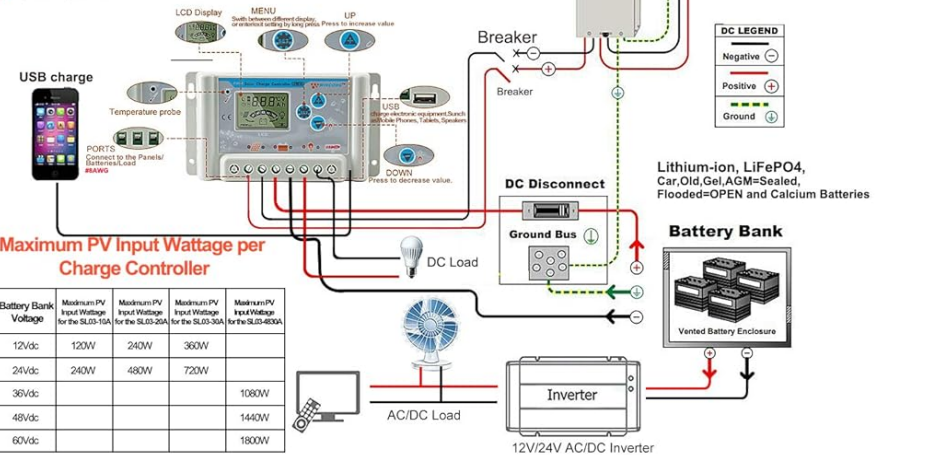 LCD Display
MENU
Swith between different display,
or enter/exit setting by long press
UP
Press to increase value
Breaker
Breaker
DC LEGEND
Negative
Positive
Ground
USB charge
Temperature probe
PORTS
Connect to the Panels/
Batteries/Load
#8AWG
USB
charge electronic equipment.Sunch
as Mobile Phones, Tablets, Speakers
DOWN
Press to decrease value.
DC Disconnect
Ground Bus
Lithium-ion, LiFePO4,
Car,Old,Gel,AGM=Sealed,
Flooded=OPEN and Calcium Batteries
Battery Bank
Vented Battery Enclosure
DC Load
Maximum PV Input Wattage per
Charge Controller
Battery Bank Voltage | Maximum PV Input Wattage for the SL03-10A | Maximum PV Input Wattage for the SL03-20A | Maximum PV Input Wattage for the SL03-30A | Maximum PV Input Wattage for the SL03-4830A
12Vdc 120W 240W 360W
24Vdc 240W 480W 720W
36Vdc 1080W
48Vdc 1440W
60Vdc 1800W
AC/DC Load
Inverter
12V/24V AC/DC Inverter